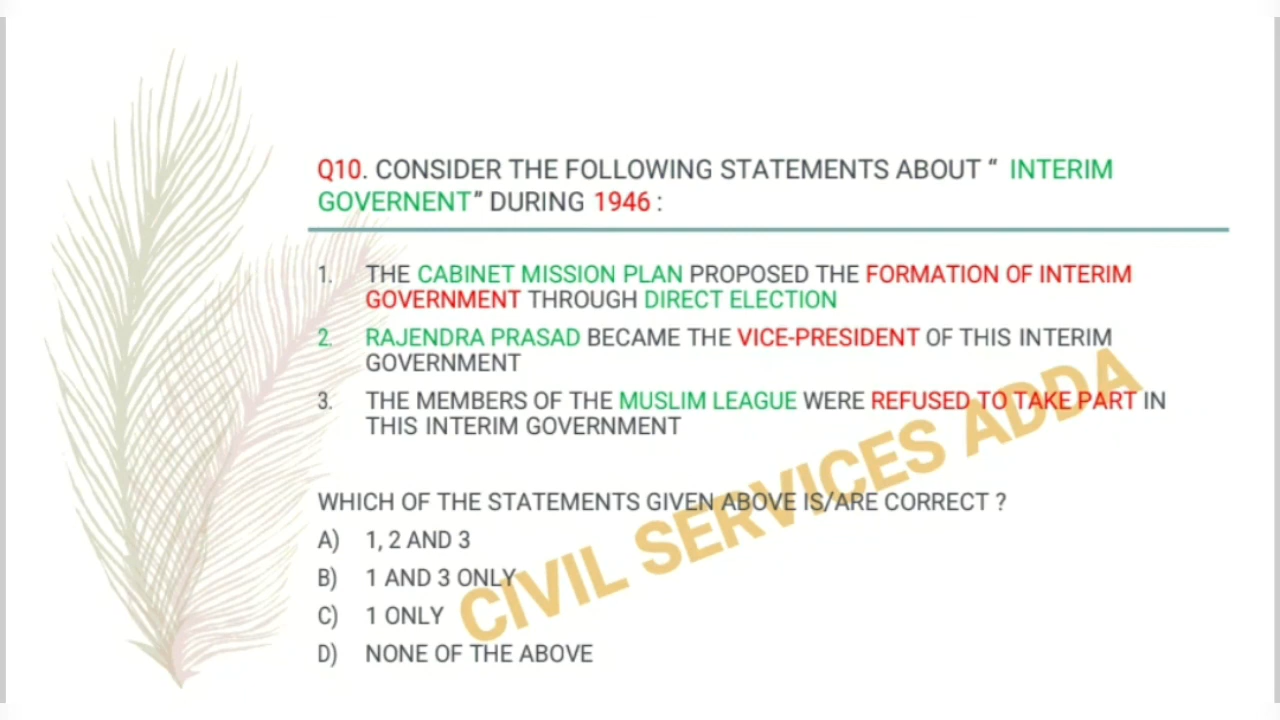 Q10. CONSIDER THE FOLLOWING STATEMENTS ABOUT “ INTERIM
GOVERNENT” DURING 1946 :
1. THE CABINET MISSION PLAN PROPOSED THE FORMATION OF INTERIM
GOVERNMENT THROUGH DIRECT ELECTION
2. RAJENDRA PRASAD BECAME THE VICE-PRESIDENT OF THIS INTERIM
GOVERNMENT
3. THE MEMBERS OF THE MUSLIM LEAGUE WERE REFUSED TO TAKE PART IN
THIS INTERIM GOVERNMENT
WHICH OF THE STATEMENTS GIVEN ABOVE IS/ARE CORRECT ?
A) 1, 2 AND 3
B) 1 AND 3 ONLY
C) 1 ONLY
D) NONE OF THE ABOVE
CIVIL SERVICES ADDA